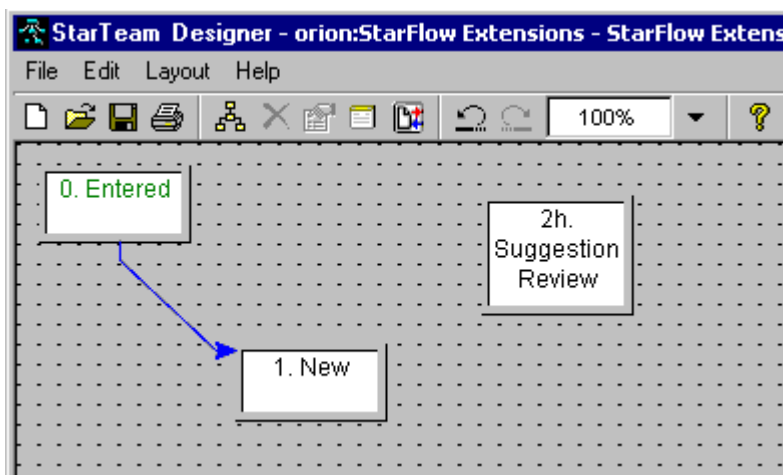 StarTeam Designer - orion:StarFlow Extensions - StarFlow Extens
File Edit Layout Help
100%
0. Entered
2h.
Suggestion
Review
1. New